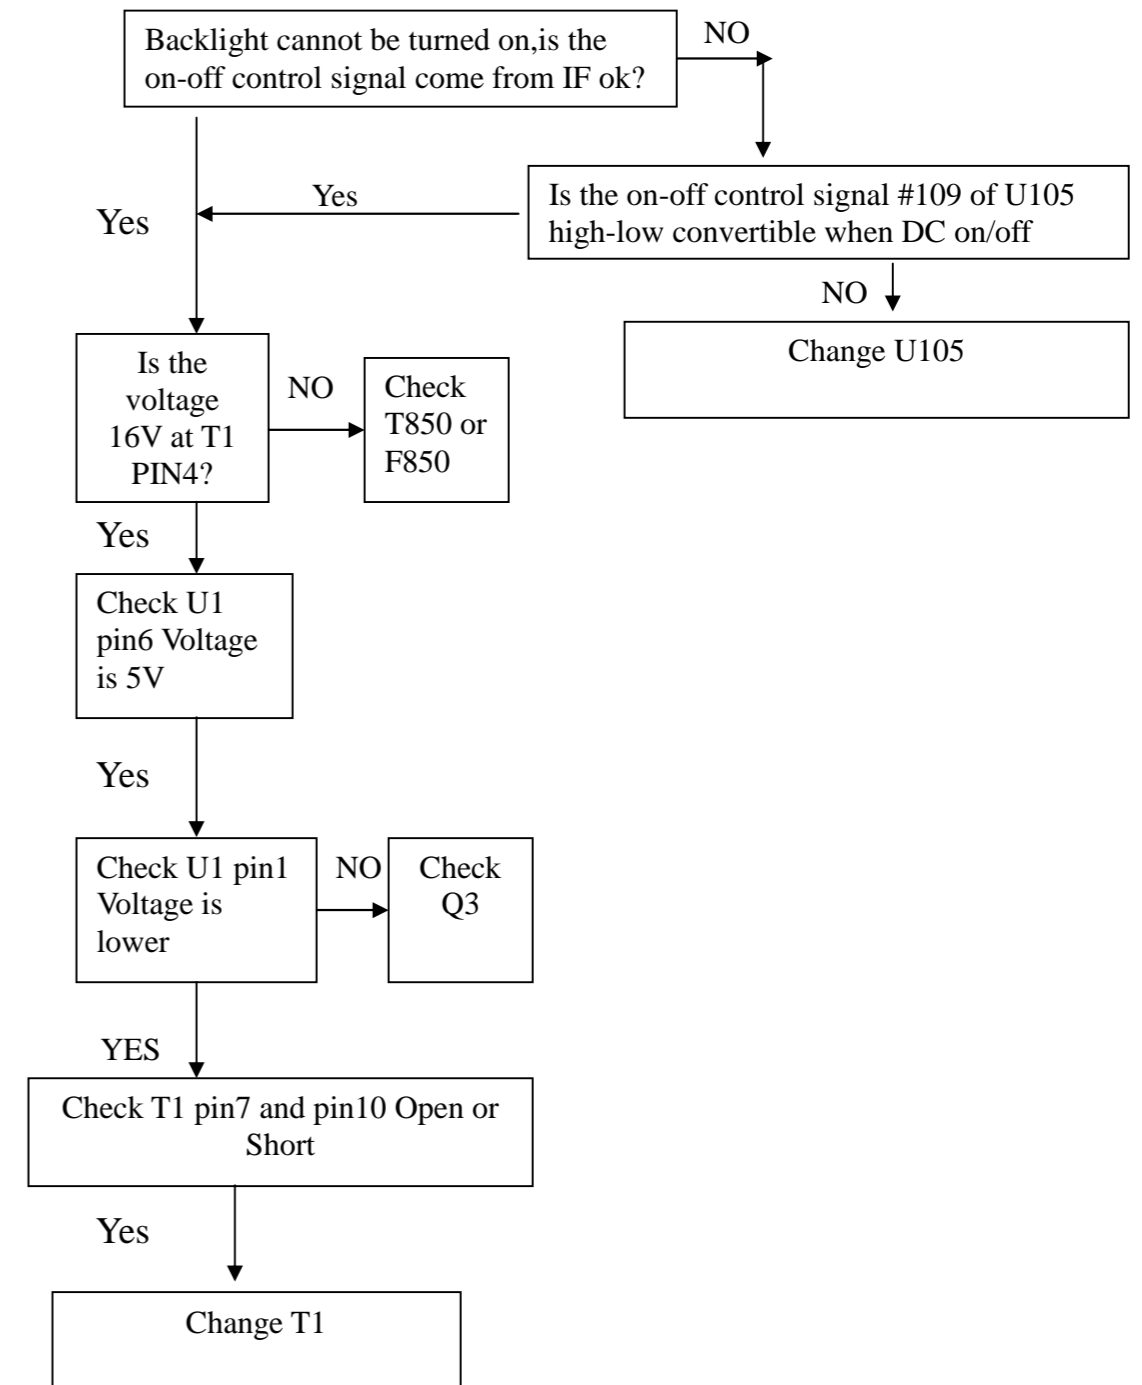 Backlight cannot be turned on,is the
on-off control signal come from IF ok?
NO
Is the on-off control signal #109 of U105
high-low convertible when DC on/off
Yes
Yes
NO
Change U105
Is the
voltage
16V at T1
PIN4?
NO
Check
T850 or
F850
Yes
Check U1
pin6 Voltage
is 5V
Yes
Check U1 pin1
Voltage is
lower
NO
Check
Q3
YES
Check T1 pin7 and pin10 Open or
Short
Yes
Change T1